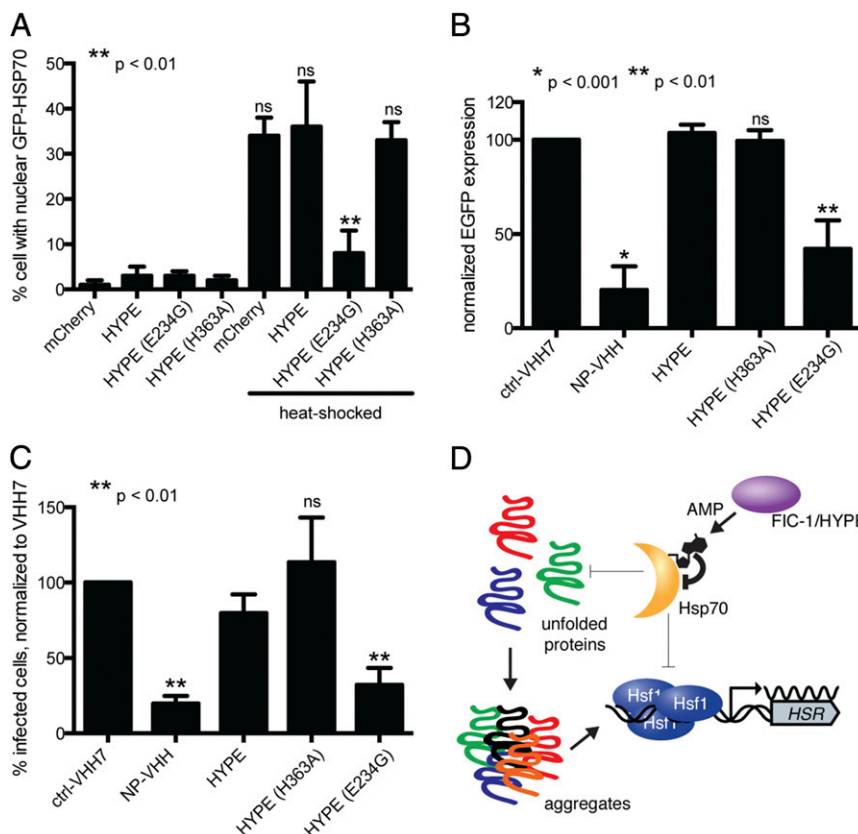 A
% cell with nuclear GFP-HSP70
50
40
30
20
10
0
** p < 0.01
ns
ns
**
ns
mCherry
HYPE
HYPE (E234G)
HYPE (H363A)
mCherry
HYPE
HYPE (E234G)
HYPE (H363A)
heat-shocked
B
normalized EGFP expression
120
100
50
0
* p < 0.001 ** p < 0.01
*
ns
**
ctrl-VHH7
NP-VHH
HYPE
HYPE (H363A)
HYPE (E234G)
C
% infected cells, normalized to VHH7
150
100
50
0
** p < 0.01
**
ns
**
ctrl-VHH7
NP-VHH
HYPE
HYPE (H363A)
HYPE (E234G)
D
AMP
FIC-1/HYPE
Hsp70
unfolded
proteins
Hsf1
Hsf1
Hsf1
HSR
aggregates